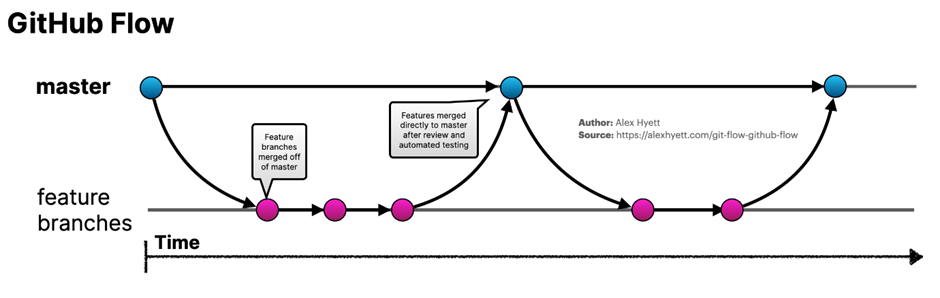 GitHub Flow
master
Feature
branches
merged off
of master
Features merged
directly to master
after review and
automated testing
Author: Alex Hyett
Source: https://alexhyett.com/git-flow-github-flow
feature
branches
Time